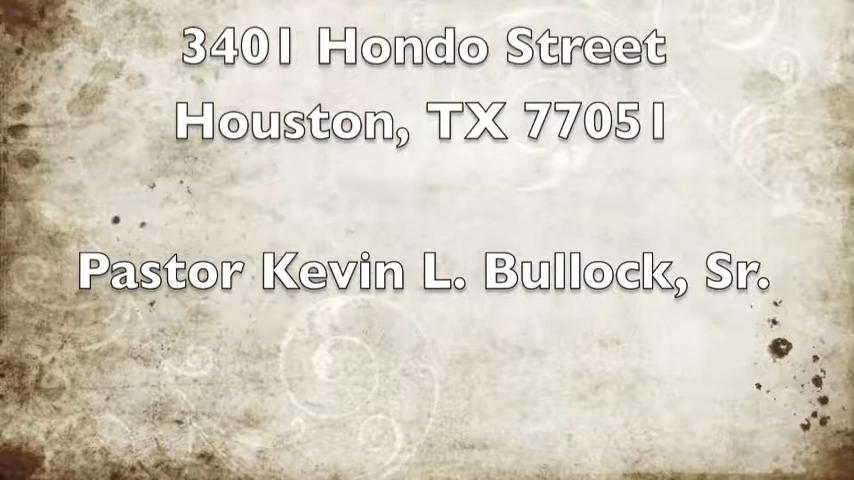 3401 Hondo Street
Houston, TX 77051
Pastor Kevin L. Bullock, Sr.